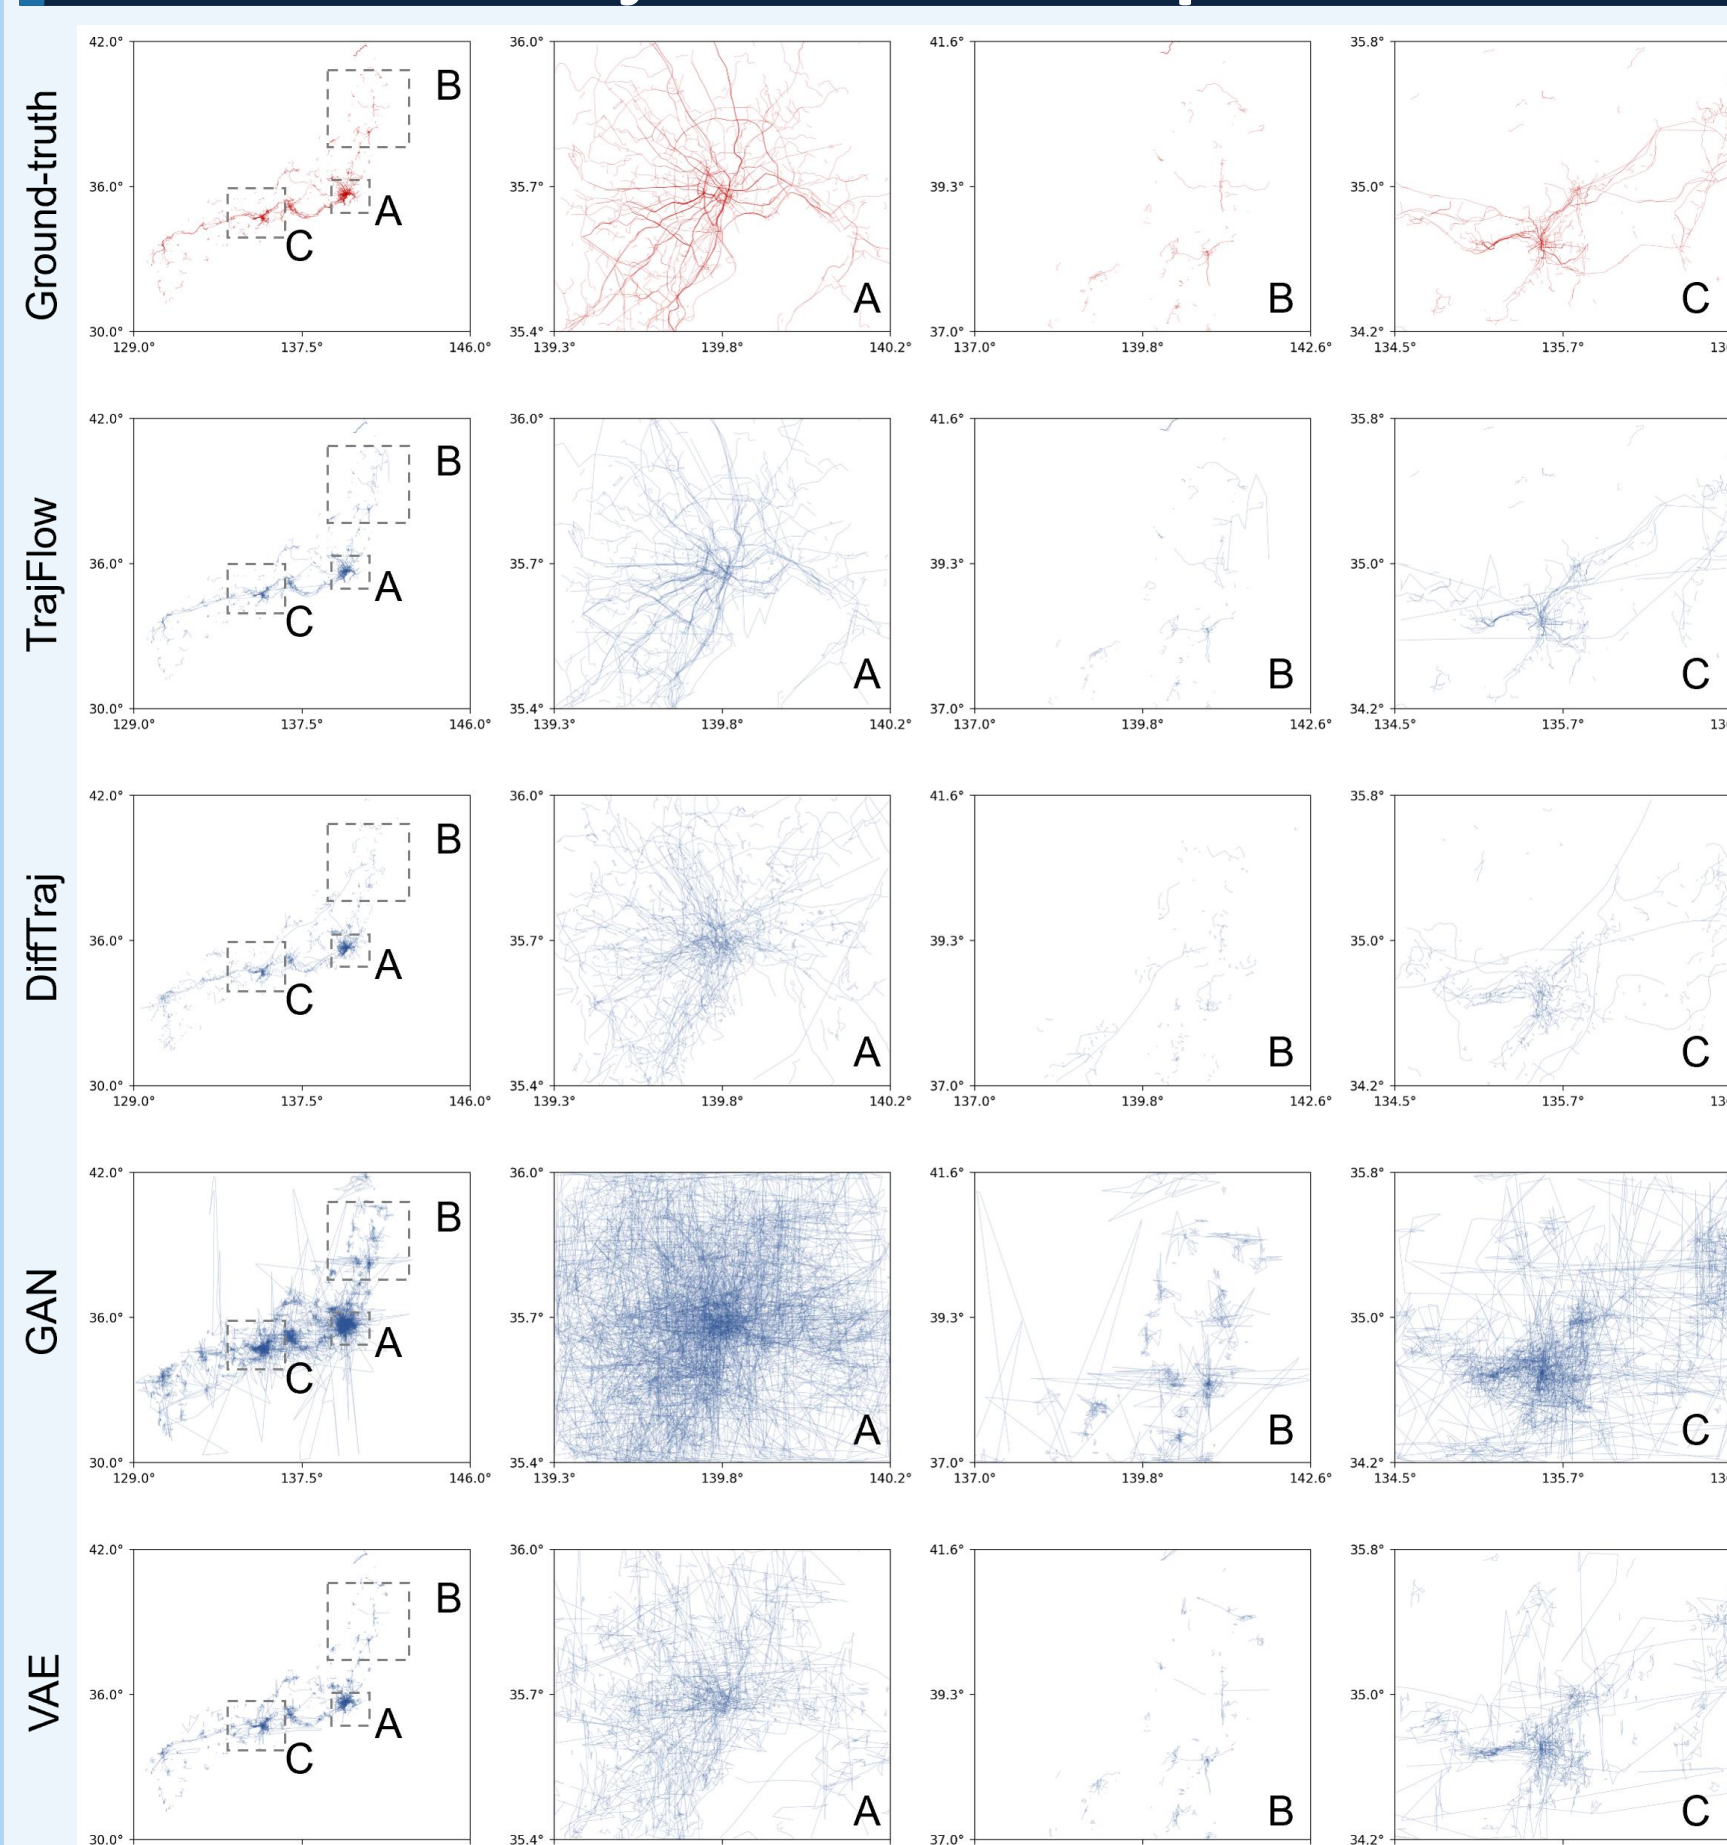 Ground-truth
42.0°
36.0°
30.0°
129.0°
137.5°
146.0°
B
A
C
36.0°
35.7°
35.4°
139.3°
139.8°
140.2°
A
41.6°
39.3°
37.0°
137.0°
139.8°
142.6°
B
35.8°
35.0°
34.2°
134.5°
135.7°
C
TrajFlow
42.0°
36.0°
30.0°
129.0°
137.5°
146.0°
B
A
C
36.0°
35.7°
35.4°
139.3°
139.8°
140.2°
A
41.6°
39.3°
37.0°
137.0°
139.8°
142.6°
B
35.8°
35.0°
34.2°
134.5°
135.7°
C
DiffTraj
42.0°
36.0°
30.0°
129.0°
137.5°
146.0°
B
A
C
36.0°
35.7°
35.4°
139.3°
139.8°
140.2°
A
41.6°
39.3°
37.0°
137.0°
139.8°
142.6°
B
35.8°
35.0°
34.2°
134.5°
135.7°
C
GAN
42.0°
36.0°
30.0°
129.0°
137.5°
146.0°
B
A
C
36.0°
35.7°
35.4°
139.3°
139.8°
140.2°
A
41.6°
39.3°
37.0°
137.0°
139.8°
142.6°
B
35.8°
35.0°
34.2°
134.5°
135.7°
C
VAE
42.0°
36.0°
30.0°
B
A
C
36.0°
35.7°
35.4°
A
41.6°
39.3°
37.0°
B
35.8°
35.0°
34.2°
C